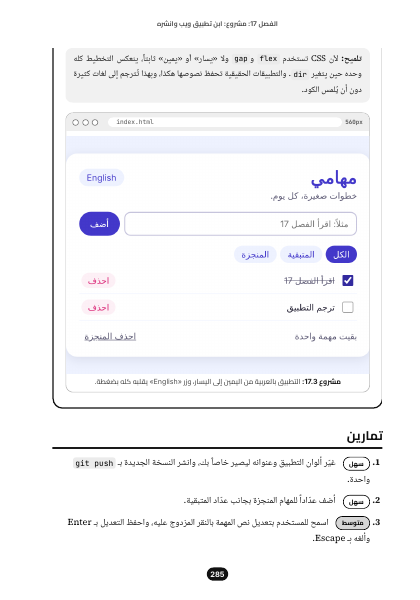 الفصل 17: مشروع: ابن تطبيق ويب وانشره
تلميح: لأن CSS تستخدم flex و gap ولا «يسار» أو «يمين» ثابتاً، ينعكس التخطيط كله
وحده حين يتغير dir. والتطبيقات الحقيقية تحفظ نصوصها هكذا، وبهذا تُترجم إلى لغات كثيرة
دون أن يُلمس الكود.
index.html
560px
مهامي
English
خطوات صغيرة، كل يوم.
مثلاً: اقرأ الفصل 17
أضف
الكل
المتبقية
المنجزة
اقرأ الفصل 17
احذف
ترجم التطبيق
احذف
بقيت مهمة واحدة
احذف المنجزة
مشروع 17.3: التطبيق بالعربية من اليمين إلى اليسار، وزر «English» يقلبه كله بضغطة.
تمارين
1. سهل غيّر ألوان التطبيق وعنوانه ليصير خاصاً بك، وانشر النسخة الجديدة بـ git push
واحدة.
2. سهل أضف عدّاداً للمهام المنجزة بجانب عدّاد المتبقية.
3. متوسط اسمح للمستخدم بتعديل نص المهمة بالنقر المزدوج عليه، واحفظ التعديل بـ Enter
وألغه بـ Escape.
285